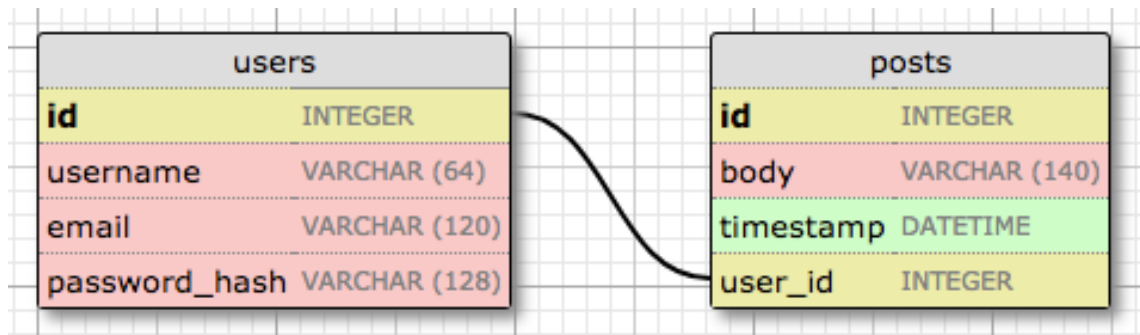 users
id INTEGER
username VARCHAR (64)
email VARCHAR (120)
password_hash VARCHAR (128)
posts
id INTEGER
body VARCHAR (140)
timestamp DATETIME
user_id INTEGER